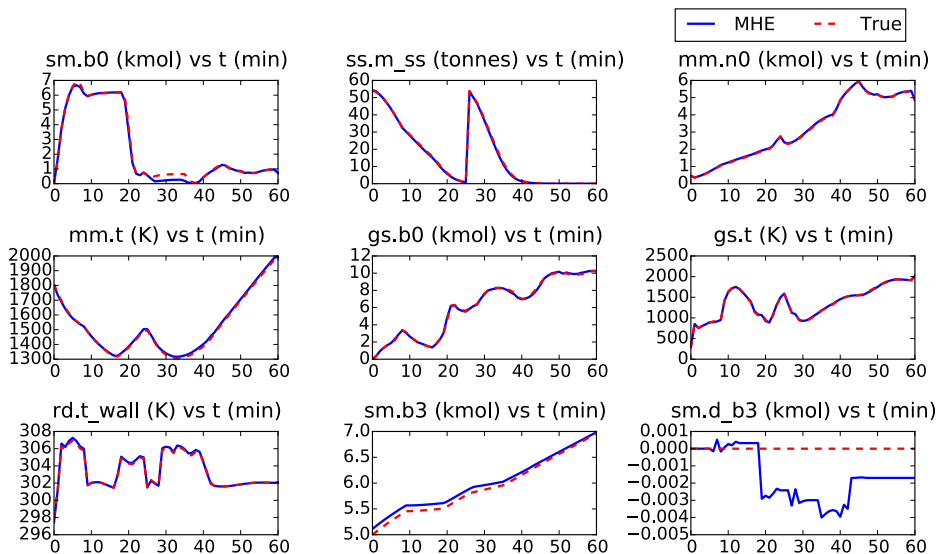 MHE True
sm.b0 (kmol) vs t (min) ss.m_ss (tonnes) vs t (min) mm.n0 (kmol) vs t (min)
7 60 6
6 50 5
5 40 4
4 30 3
3 20 2
2 10 1
1 0 0
0
0 10 20 30 40 50 60 0 10 20 30 40 50 60 0 10 20 30 40 50 60
mm.t (K) vs t (min) gs.b0 (kmol) vs t (min) gs.t (K) vs t (min)
2000 12 2500
1900 10 2000
1800 8 1500
1700 6 1000
1600 4 500
1500 2 0
1400 0
1300
0 10 20 30 40 50 60 0 10 20 30 40 50 60 0 10 20 30 40 50 60
rd.t_wall (K) vs t (min) sm.b3 (kmol) vs t (min) sm.d_b3 (kmol) vs t (min)
308 7.0 0.001
306 6.5 0.000
304 6.0 −0.001
302 5.5 −0.002
300 5.0 −0.003
298 −0.004
296 −0.005
0 10 20 30 40 50 60 0 10 20 30 40 50 60 0 10 20 30 40 50 60